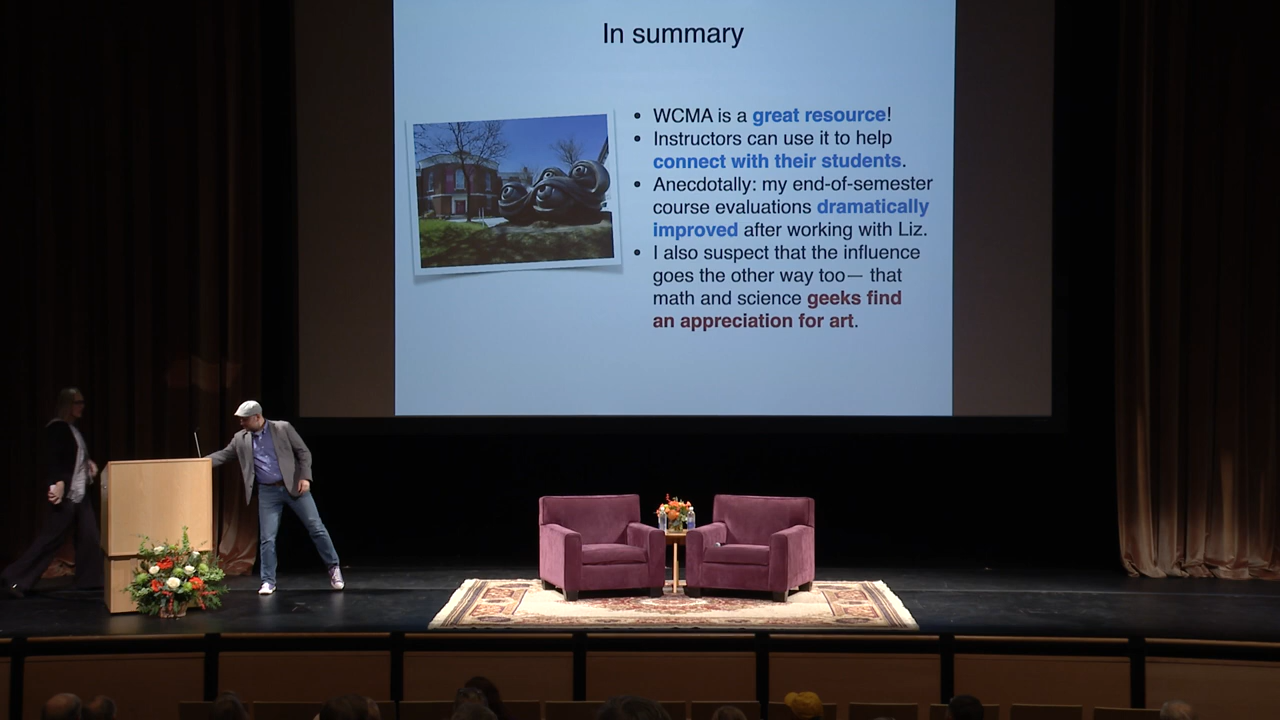 In summary
• WCMA is a great resource!
• Instructors can use it to help
connect with their students.
• Anecdotally: my end-of-semester
course evaluations dramatically
improved after working with Liz.
• I also suspect that the influence
goes the other way too— that
math and science geeks find
an appreciation for art.